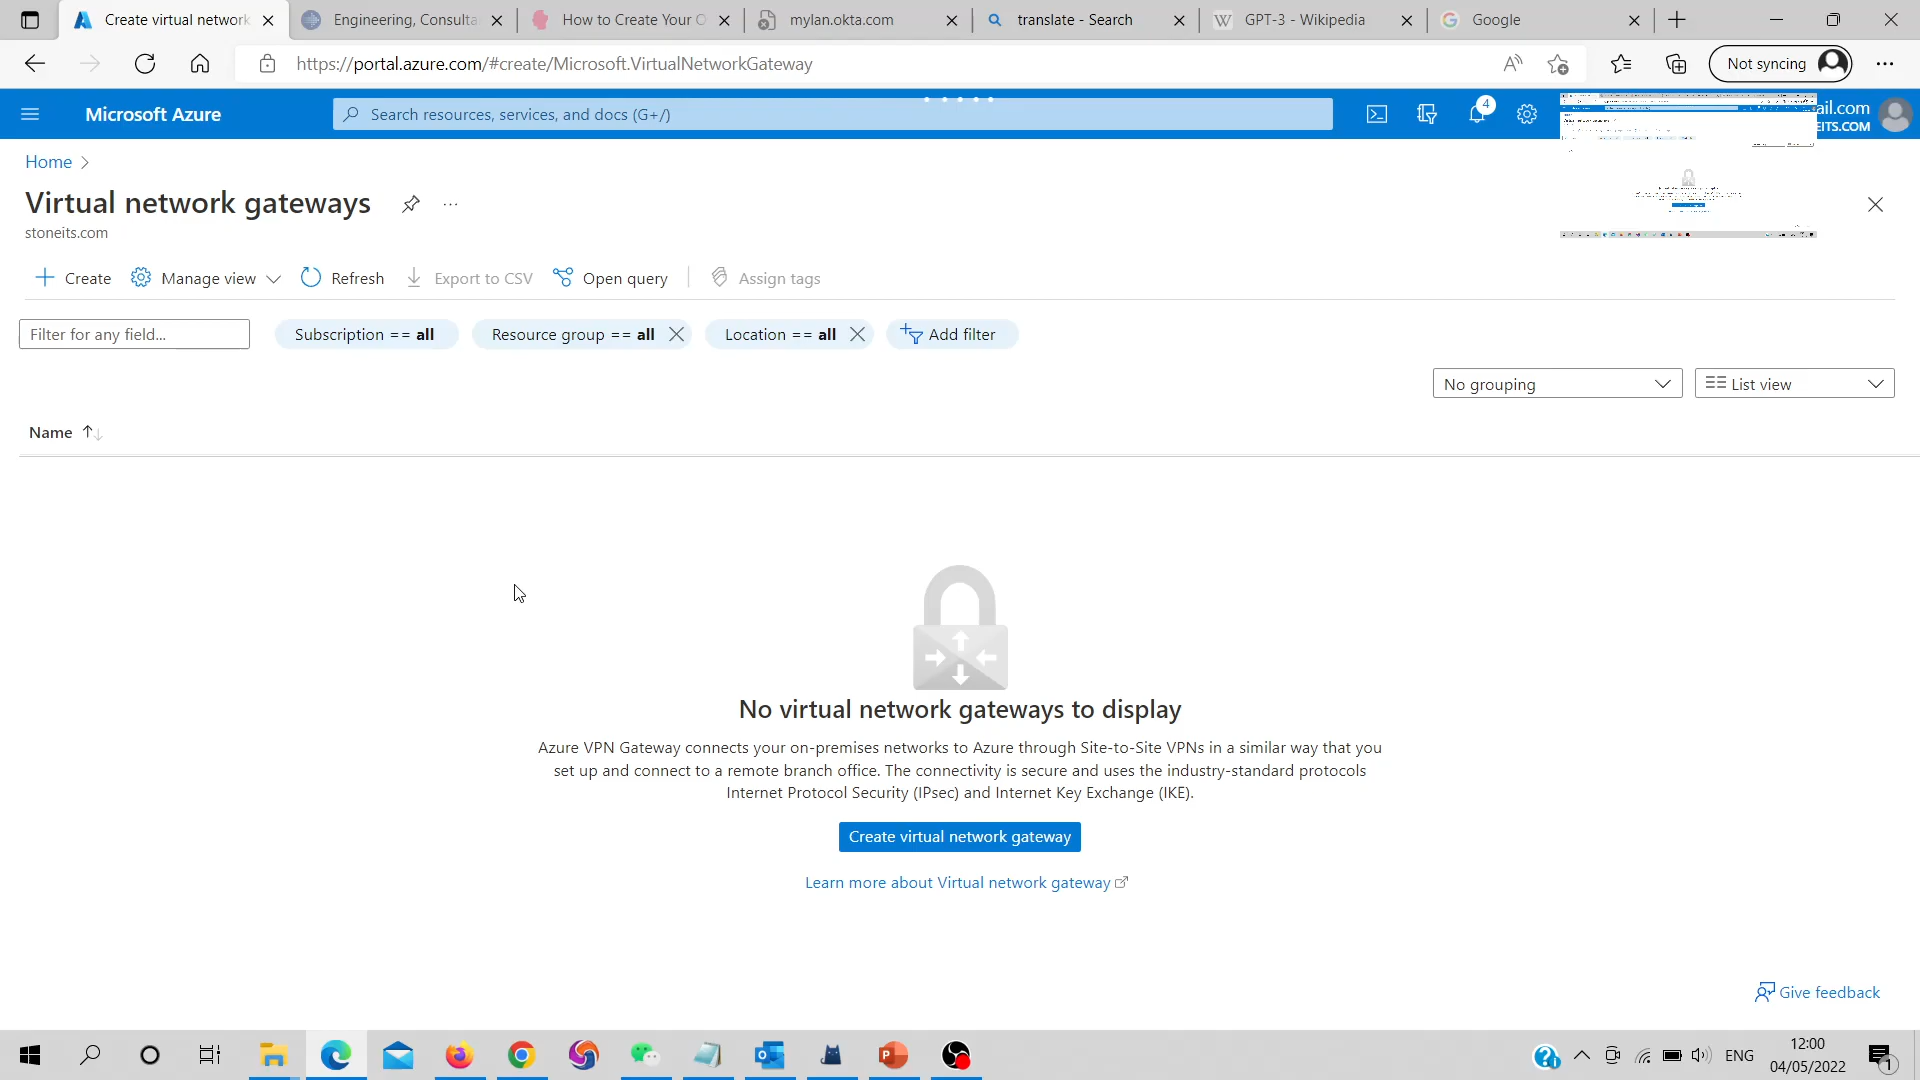 Create virtual network
Engineering, Consulta
How to Create Your O
mylan.okta.com
translate - Search
GPT-3 - Wikipedia
Google
https://portal.azure.com/#create/Microsoft.VirtualNetworkGateway
Not syncing
Microsoft Azure
Search resources, services, and docs (G+/)
4
ail.com
EITS.COM
Home
Virtual network gateways
stoneits.com
Create
Manage view
Refresh
Export to CSV
Open query
Assign tags
Filter for any field...
Subscription == all
Resource group == all
Location == all
Add filter
No grouping
List view
Name
No virtual network gateways to display
Azure VPN Gateway connects your on-premises networks to Azure through Site-to-Site VPNs in a similar way that you
set up and connect to a remote branch office. The connectivity is secure and uses the industry-standard protocols
Internet Protocol Security (IPsec) and Internet Key Exchange (IKE).
Create virtual network gateway
Learn more about Virtual network gateway
Give feedback
ENG
12:00
04/05/2022
1